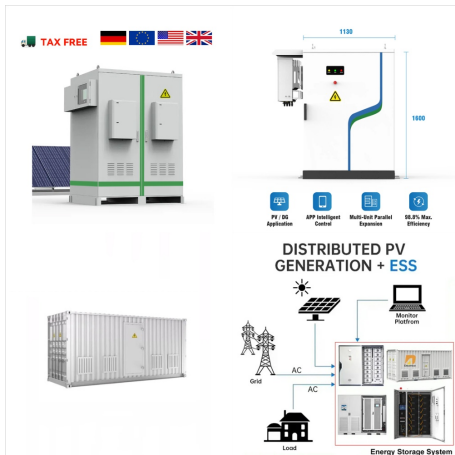 TAX FREE
1130
1600
PV / DG
Application
APP Intelligent
Control
Multi-Unit Parallel
Expansion
98.8% Max.
Efficiency
DISTRIBUTED PV
GENERATION + ESS
Monitor
Platfrom
Grid
AC
AC
Load
Energy Storage System